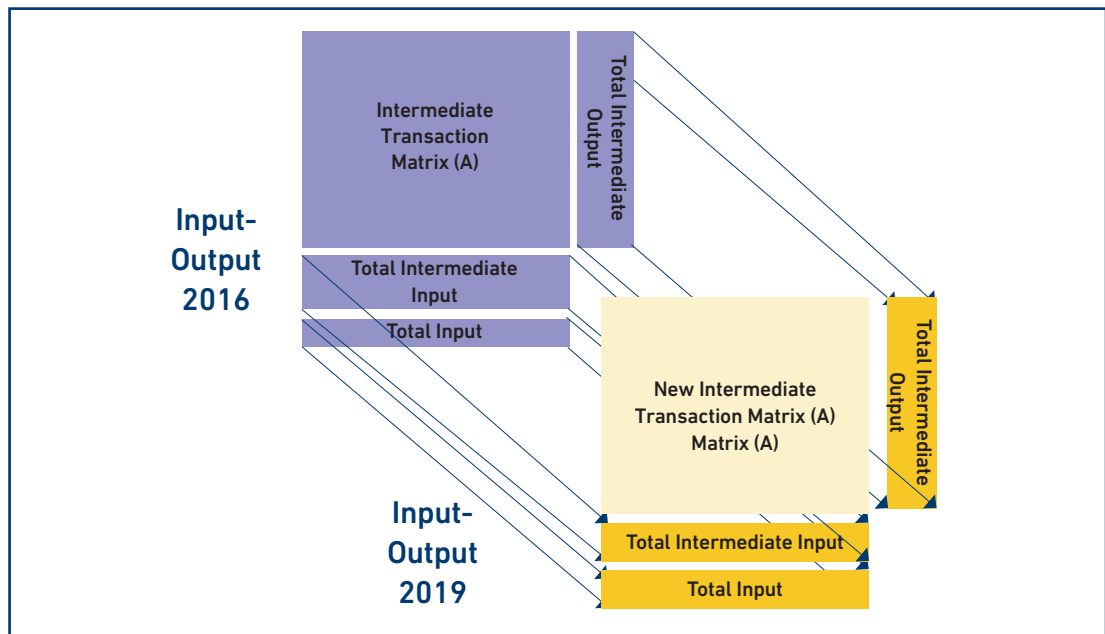 Intermediate
Transaction
Matrix (A)
Total Intermediate
Output
Input-
Output
2016
Total Intermediate
Input
Total Input
New Intermediate
Transaction Matrix (A)
Matrix (A)
Total Intermediate
Output
Input-
Output
2019
Total Intermediate Input
Total Input